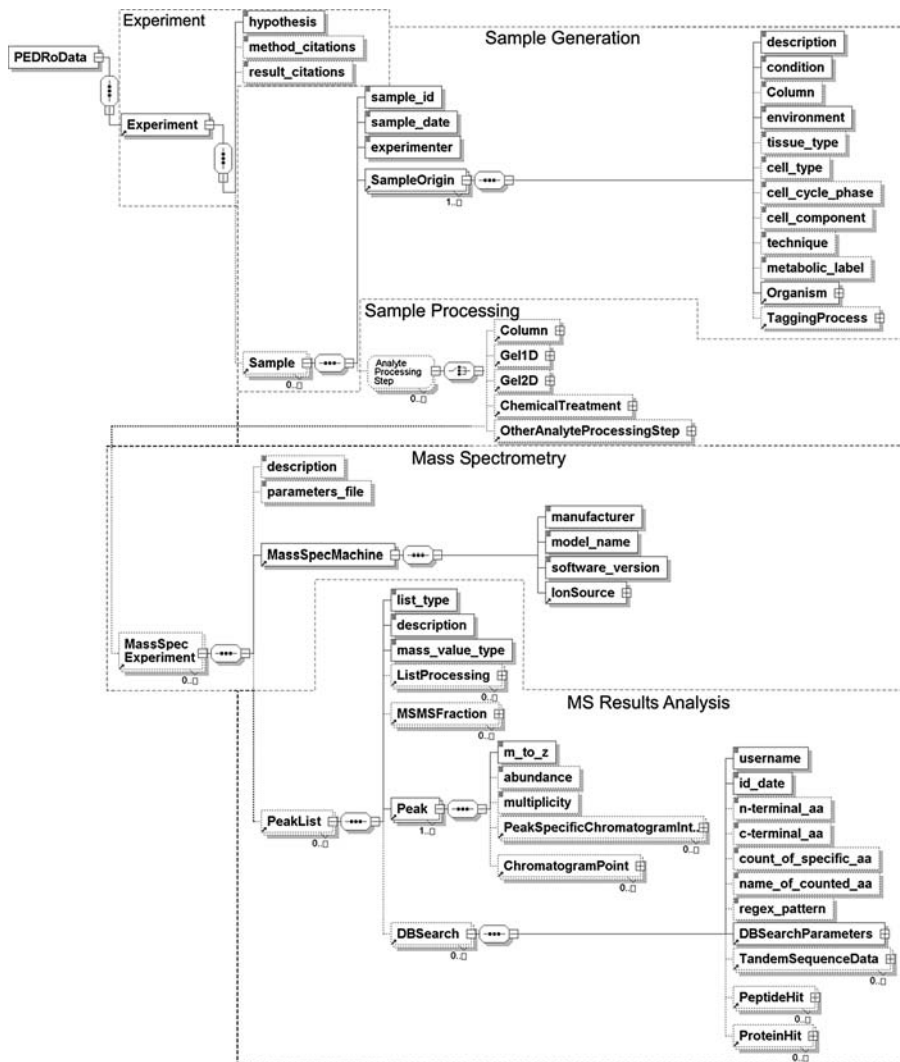 Experiment
PEDRoData
Experiment
hypothesis
method_citations
result_citations
Sample Generation
sample_id
sample_date
experimenter
SampleOrigin
1..
description
condition
Column
environment
tissue_type
cell_type
cell_cycle_phase
cell_component
technique
metabolic_label
Organism
TaggingProcess
Sample Processing
Sample
0..
Analyte
Processing
Step
0..
Column
Gel1D
Gel2D
ChemicalTreatment
OtherAnalyteProcessingStep
Mass Spectrometry
description
parameters_file
MassSpecMachine
manufacturer
model_name
software_version
IonSource
MassSpec
Experiment
0..
MS Results Analysis
PeakList
0..
list_type
description
mass_value_type
ListProcessing
0..
MSMSFraction
0..
Peak
1..
m_to_z
abundance
multiplicity
PeakSpecificChromatogramInt..
0..
ChromatogramPoint
0..
DBSearch
0..
username
id_date
n-terminal_aa
c-terminal_aa
count_of_specific_aa
name_of_counted_aa
regex_pattern
DBSearchParameters
TandemSequenceData
0..
PeptideHit
0..
ProteinHit
0..